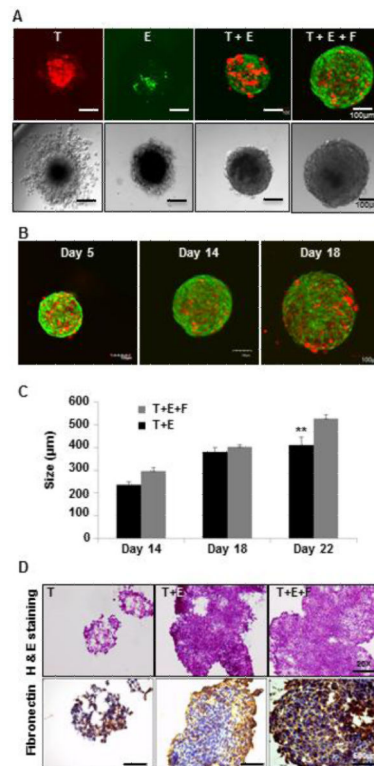 A
T E T + E T + E + F
100μm
100μm
B
Day 5 Day 14 Day 18
C
600
500
400
300
200
100
0
Size (μm)
T+E+F
T+E
**
Day 14 Day 18 Day 22
D
H & E staining
T T+E T+E+F
20X
Fibronectin